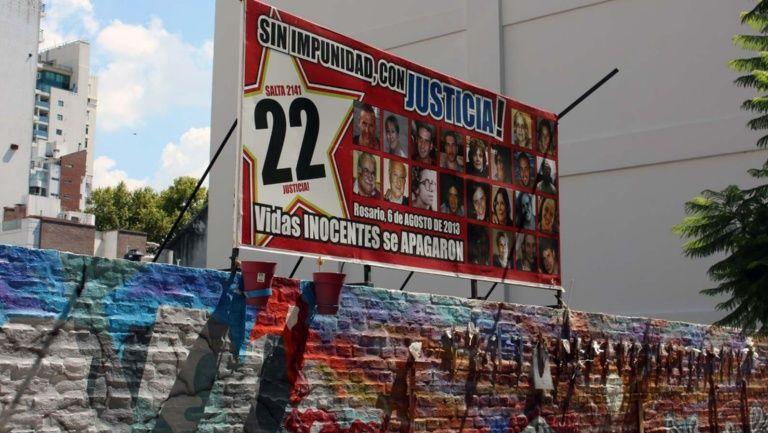 SIN IMPUNIDAD, CON
JUSTICIA!
SALTA 2141
22
JUSTICIA!
Rosario, 6 de AGOSTO de 2013
Vidas INOCENTES se APAGARON